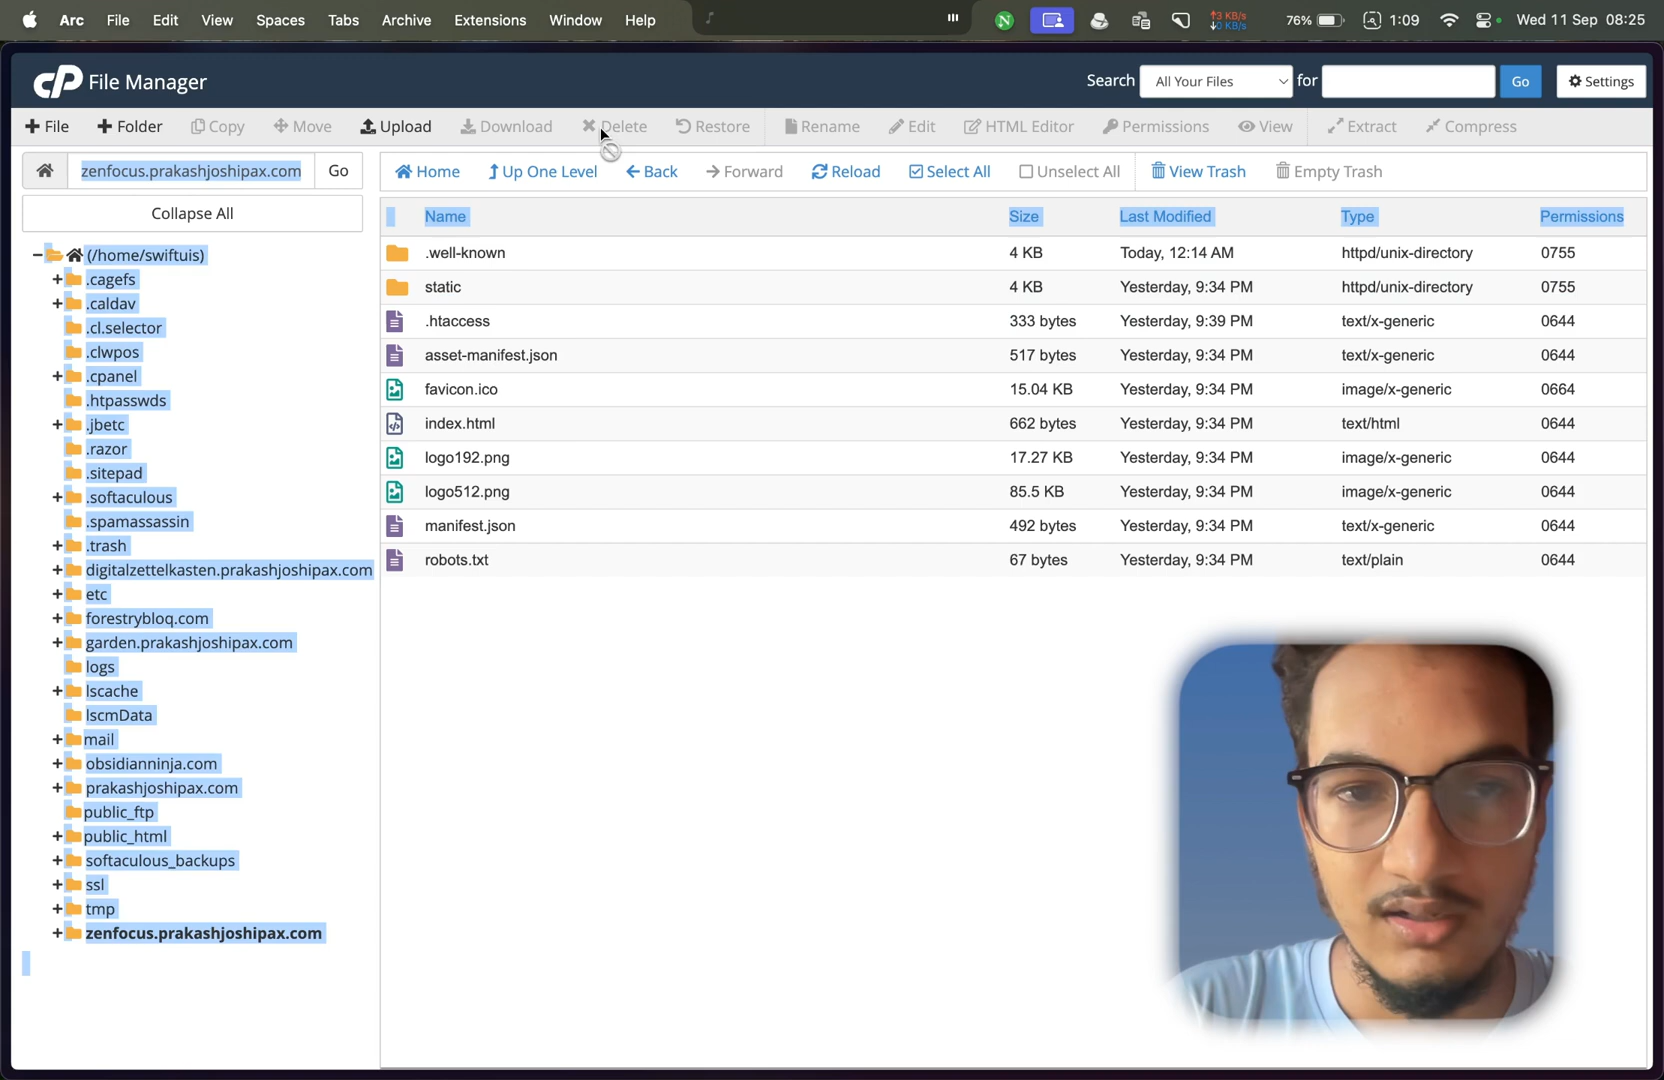 Arc File Edit View Spaces Tabs Archive Extensions Window Help N 3 KB/s 0 KB/s 76% 1:09 Wed 11 Sep 08:25
cP File Manager Search All Your Files for Go Settings
File Folder Copy Move Upload Download Delete Restore Rename Edit HTML Editor Permissions View Extract Compress
zenfocus.prakashjoshipax.com Go
Home Up One Level Back Forward Reload Select All Unselect All View Trash Empty Trash
Collapse All
(/home/swiftuis)
.cagefs
.caldav
.cl.selector
.clwpos
.cpanel
.htpasswds
.jbetc
.razor
.sitepad
.softaculous
.spamassassin
.trash
digitalzettelkasten.prakashjoshipax.com
etc
forestrybloq.com
garden.prakashjoshipax.com
logs
lscache
lscmData
mail
obsidianninja.com
prakashjoshipax.com
public_ftp
public_html
softaculous_backups
ssl
tmp
zenfocus.prakashjoshipax.com
Name Size Last Modified Type Permissions
.well-known 4 KB Today, 12:14 AM httpd/unix-directory 0755
static 4 KB Yesterday, 9:34 PM httpd/unix-directory 0755
.htaccess 333 bytes Yesterday, 9:39 PM text/x-generic 0644
asset-manifest.json 517 bytes Yesterday, 9:34 PM text/x-generic 0644
favicon.ico 15.04 KB Yesterday, 9:34 PM image/x-generic 0664
index.html 662 bytes Yesterday, 9:34 PM text/html 0644
logo192.png 17.27 KB Yesterday, 9:34 PM image/x-generic 0644
logo512.png 85.5 KB Yesterday, 9:34 PM image/x-generic 0644
manifest.json 492 bytes Yesterday, 9:34 PM text/x-generic 0644
robots.txt 67 bytes Yesterday, 9:34 PM text/plain 0644